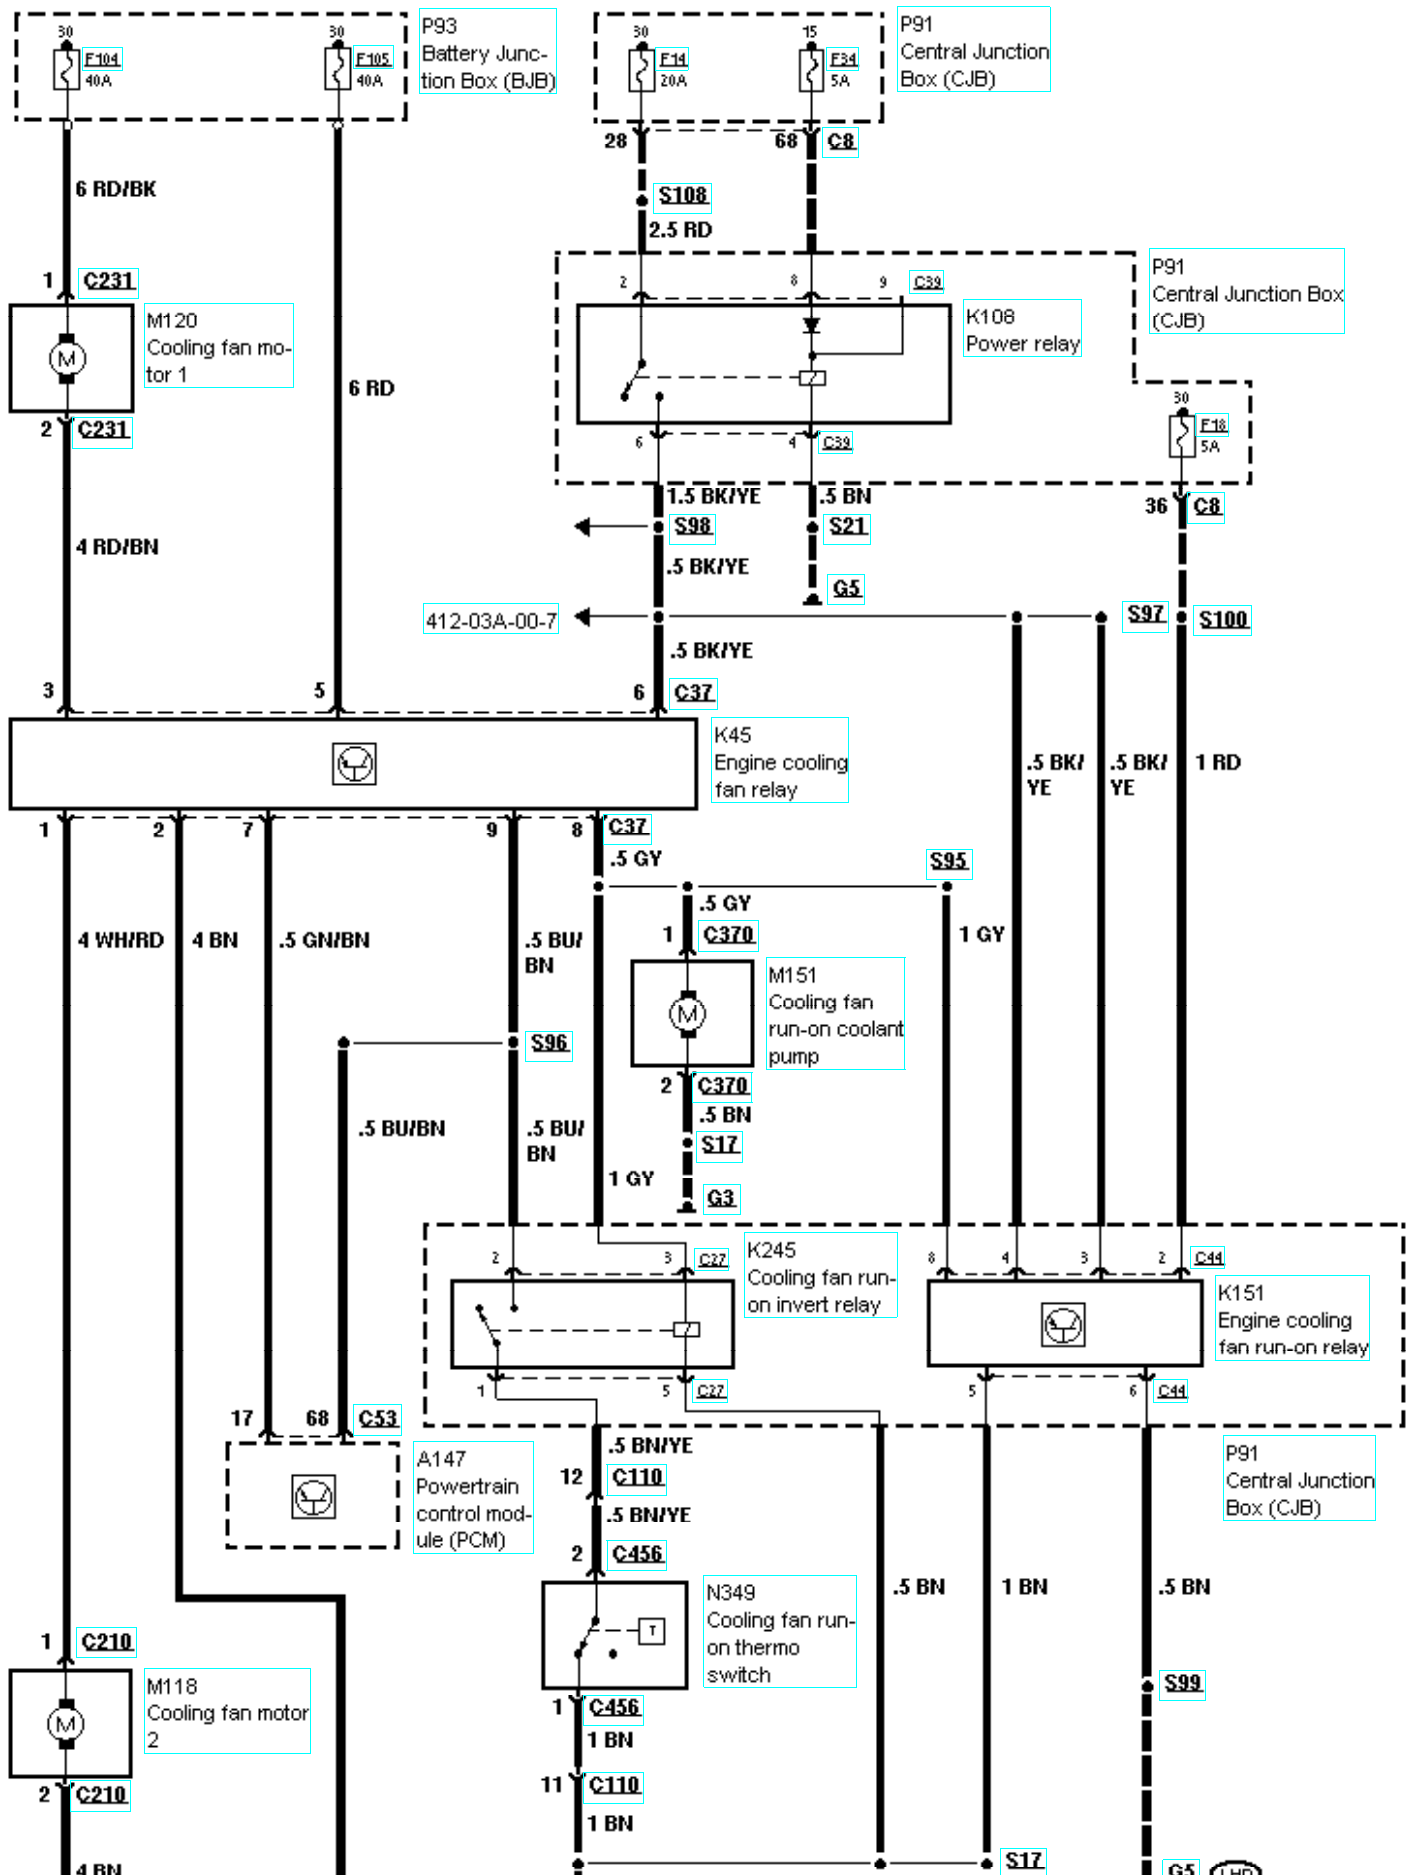 30
F104
40A
30
F105
40A
P93
Battery Junc-
tion Box (BJB)
30
F14
20A
15
F34
5A
P91
Central Junction
Box (CJB)
28
68
C8
6 RD/BK
S108
2.5 RD
1
C231
M120
Cooling fan mo-
tor 1
M
2
C231
6 RD
2
8
9
C39
K108
Power relay
P91
Central Junction Box
(CJB)
30
F18
5A
6
4
C39
1.5 BK/YE
.5 BN
36
C8
S98
S21
4 RD/BN
.5 BK/YE
G5
412-03A-00-7
S97
S100
.5 BK/YE
3
5
6
C37
K45
Engine cooling
fan relay
.5 BK/
YE
.5 BK/
YE
1 RD
1
2
7
9
8
C37
.5 GY
S95
.5 GY
4 WH/RD
4 BN
.5 GN/BN
.5 BU/
BN
1
C370
1 GY
M
M151
Cooling fan
run-on coolant
pump
S96
2
C370
.5 BN
.5 BU/BN
.5 BU/
BN
S17
1 GY
G3
2
3
C27
K245
Cooling fan run-
on invert relay
8
4
3
2
C44
K151
Engine cooling
fan run-on relay
1
5
C27
5
6
C44
17
68
C53
A147
Powertrain
control mod-
ule (PCM)
.5 BN/YE
12
C110
.5 BN/YE
P91
Central Junction
Box (CJB)
2
C456
N349
Cooling fan run-
on thermo
switch
T
.5 BN
1 BN
.5 BN
1
C210
M118
Cooling fan motor
2
M
S99
1
C456
1 BN
2
C210
11
C110
1 BN
S17
4 BN
G5
LHD